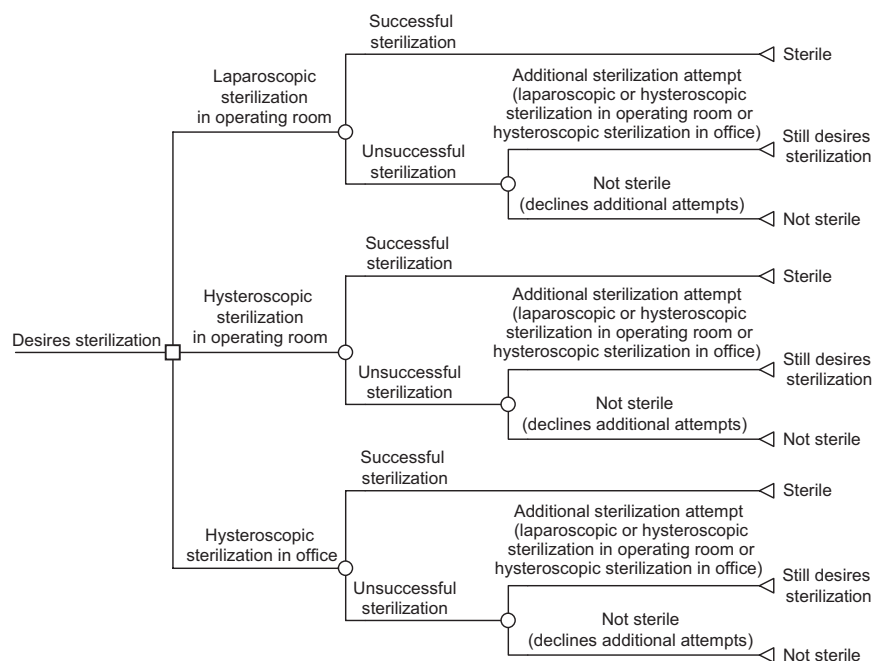 Successful
sterilization
Sterile
Laparoscopic
sterilization
in operating room
Additional sterilization attempt
(laparoscopic or hysteroscopic
sterilization in operating room or
hysteroscopic sterilization in office)
Still desires
sterilization
Unsuccessful
sterilization
Not sterile
(declines additional attempts)
Not sterile
Successful
sterilization
Sterile
Hysteroscopic
sterilization
in operating room
Additional sterilization attempt
(laparoscopic or hysteroscopic
sterilization in operating room or
hysteroscopic sterilization in office)
Desires sterilization
Still desires
sterilization
Unsuccessful
sterilization
Not sterile
(declines additional attempts)
Not sterile
Successful
sterilization
Sterile
Hysteroscopic
sterilization in office
Additional sterilization attempt
(laparoscopic or hysteroscopic
sterilization in operating room or
hysteroscopic sterilization in office)
Still desires
sterilization
Unsuccessful
sterilization
Not sterile
(declines additional attempts)
Not sterile